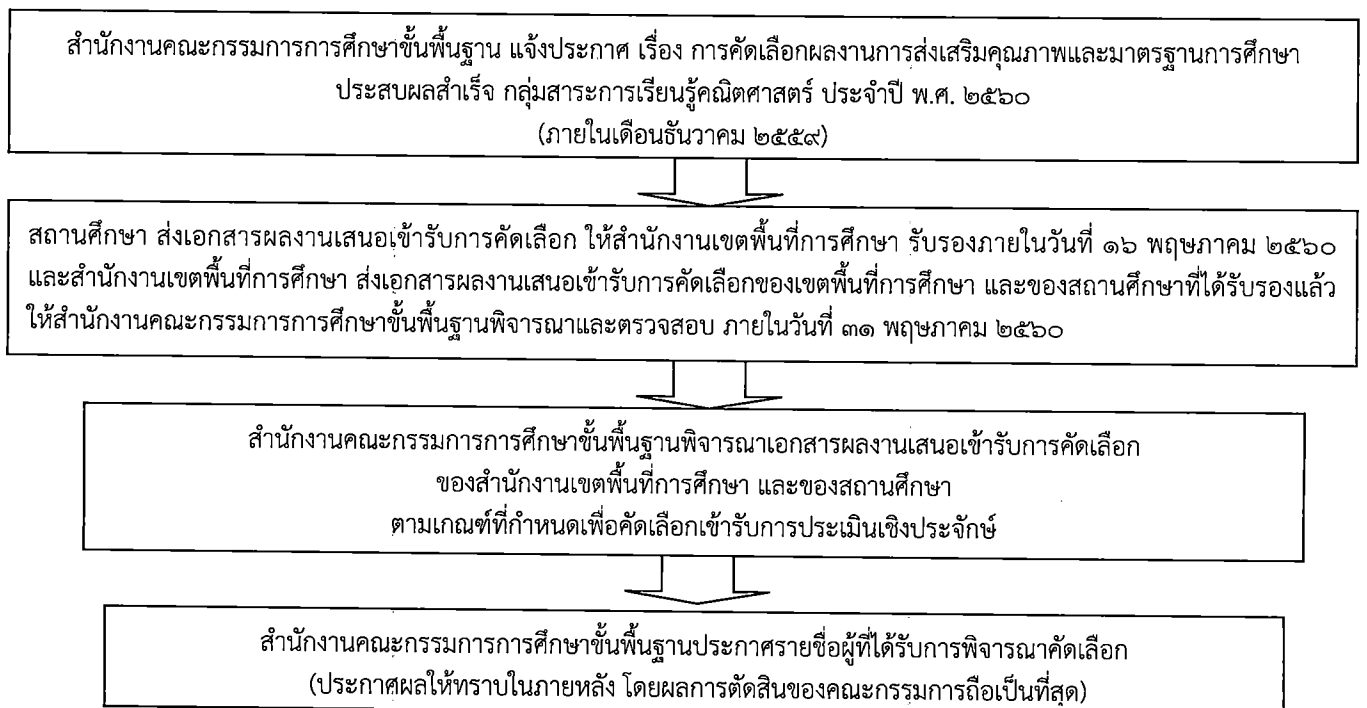 สำนักงานคณะกรรมการการศึกษาขั้นพื้นฐาน แจ้งประกาศ เรื่อง การคัดเลือกผลงานการส่งเสริมคุณภาพและมาตรฐานการศึกษา
ประสบผลสำเร็จ กลุ่มสาระการเรียนรู้คณิตศาสตร์ ประจำปี พ.ศ. ๒๕๖๐
(ภายในเดือนธันวาคม ๒๕๕๙)
สถานศึกษา ส่งเอกสารผลงานเสนอเข้ารับการคัดเลือก ให้สำนักงานเขตพื้นที่การศึกษา รับรองภายในวันที่ ๑๖ พฤษภาคม ๒๕๖๐
และสำนักงานเขตพื้นที่การศึกษา ส่งเอกสารผลงานเสนอเข้ารับการคัดเลือกของเขตพื้นที่การศึกษา และของสถานศึกษาที่ได้รับรองแล้ว
ให้สำนักงานคณะกรรมการการศึกษาขั้นพื้นฐานพิจารณาและตรวจสอบ ภายในวันที่ ๓๑ พฤษภาคม ๒๕๖๐
สำนักงานคณะกรรมการการศึกษาขั้นพื้นฐานพิจารณาเอกสารผลงานเสนอเข้ารับการคัดเลือก
ของสำนักงานเขตพื้นที่การศึกษา และของสถานศึกษา
ตามเกณฑ์ที่กำหนดเพื่อคัดเลือกเข้ารับการประเมินเชิงประจักษ์
สำนักงานคณะกรรมการการศึกษาขั้นพื้นฐานประกาศรายชื่อผู้ที่ได้รับการพิจารณาคัดเลือก
(ประกาศผลให้ทราบในภายหลัง โดยผลการตัดสินของคณะกรรมการถือเป็นที่สุด)